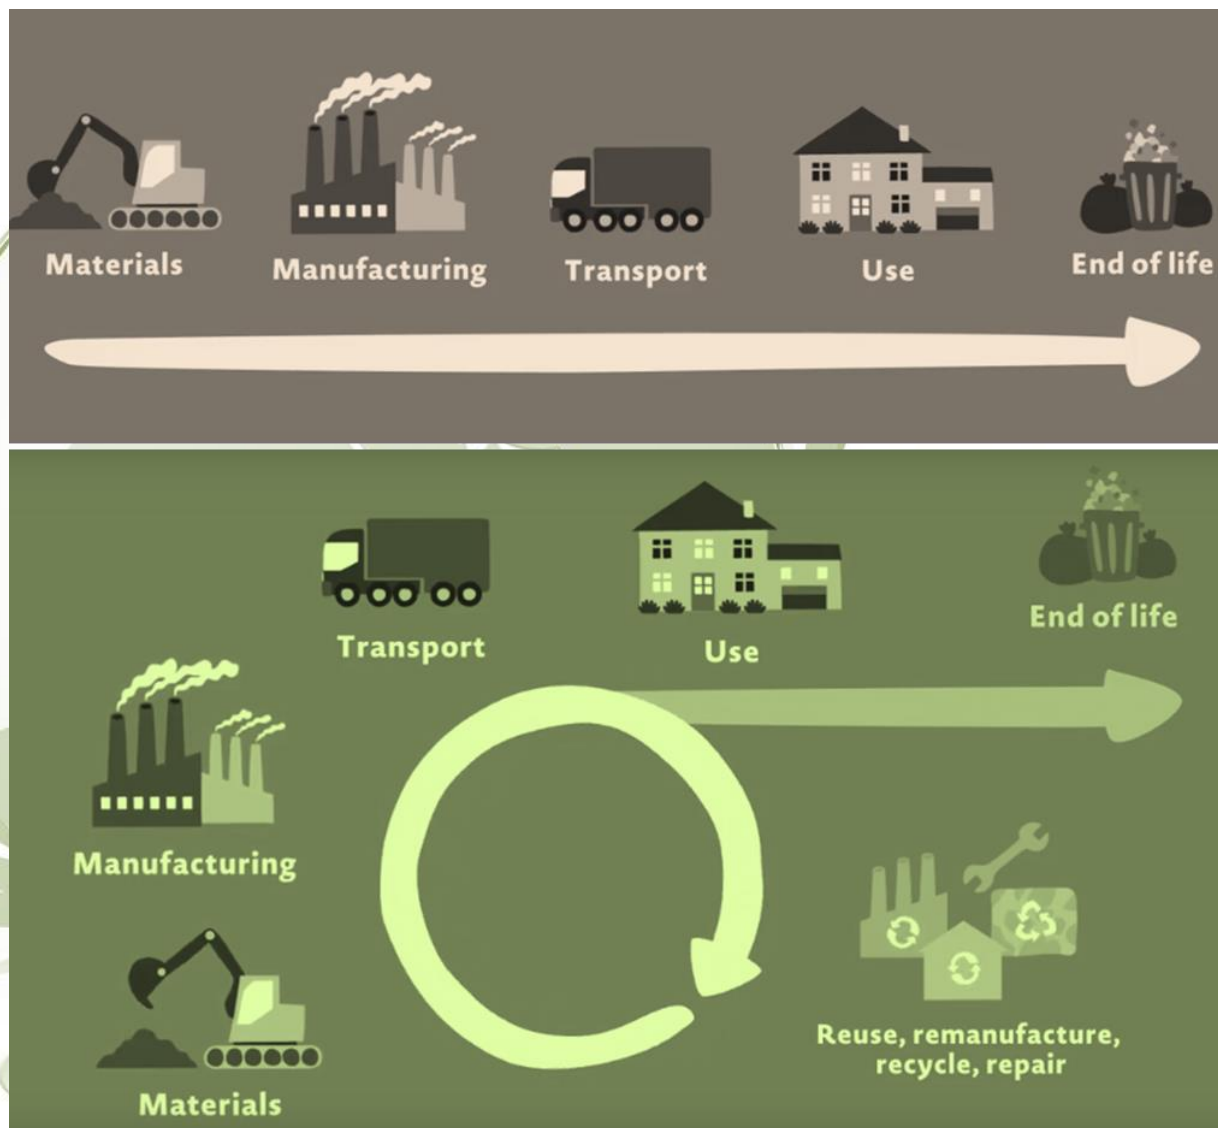 Materials
Manufacturing
Transport
Use
End of life
Transport
Use
End of life
Manufacturing
Materials
Reuse, remanufacture,
recycle, repair